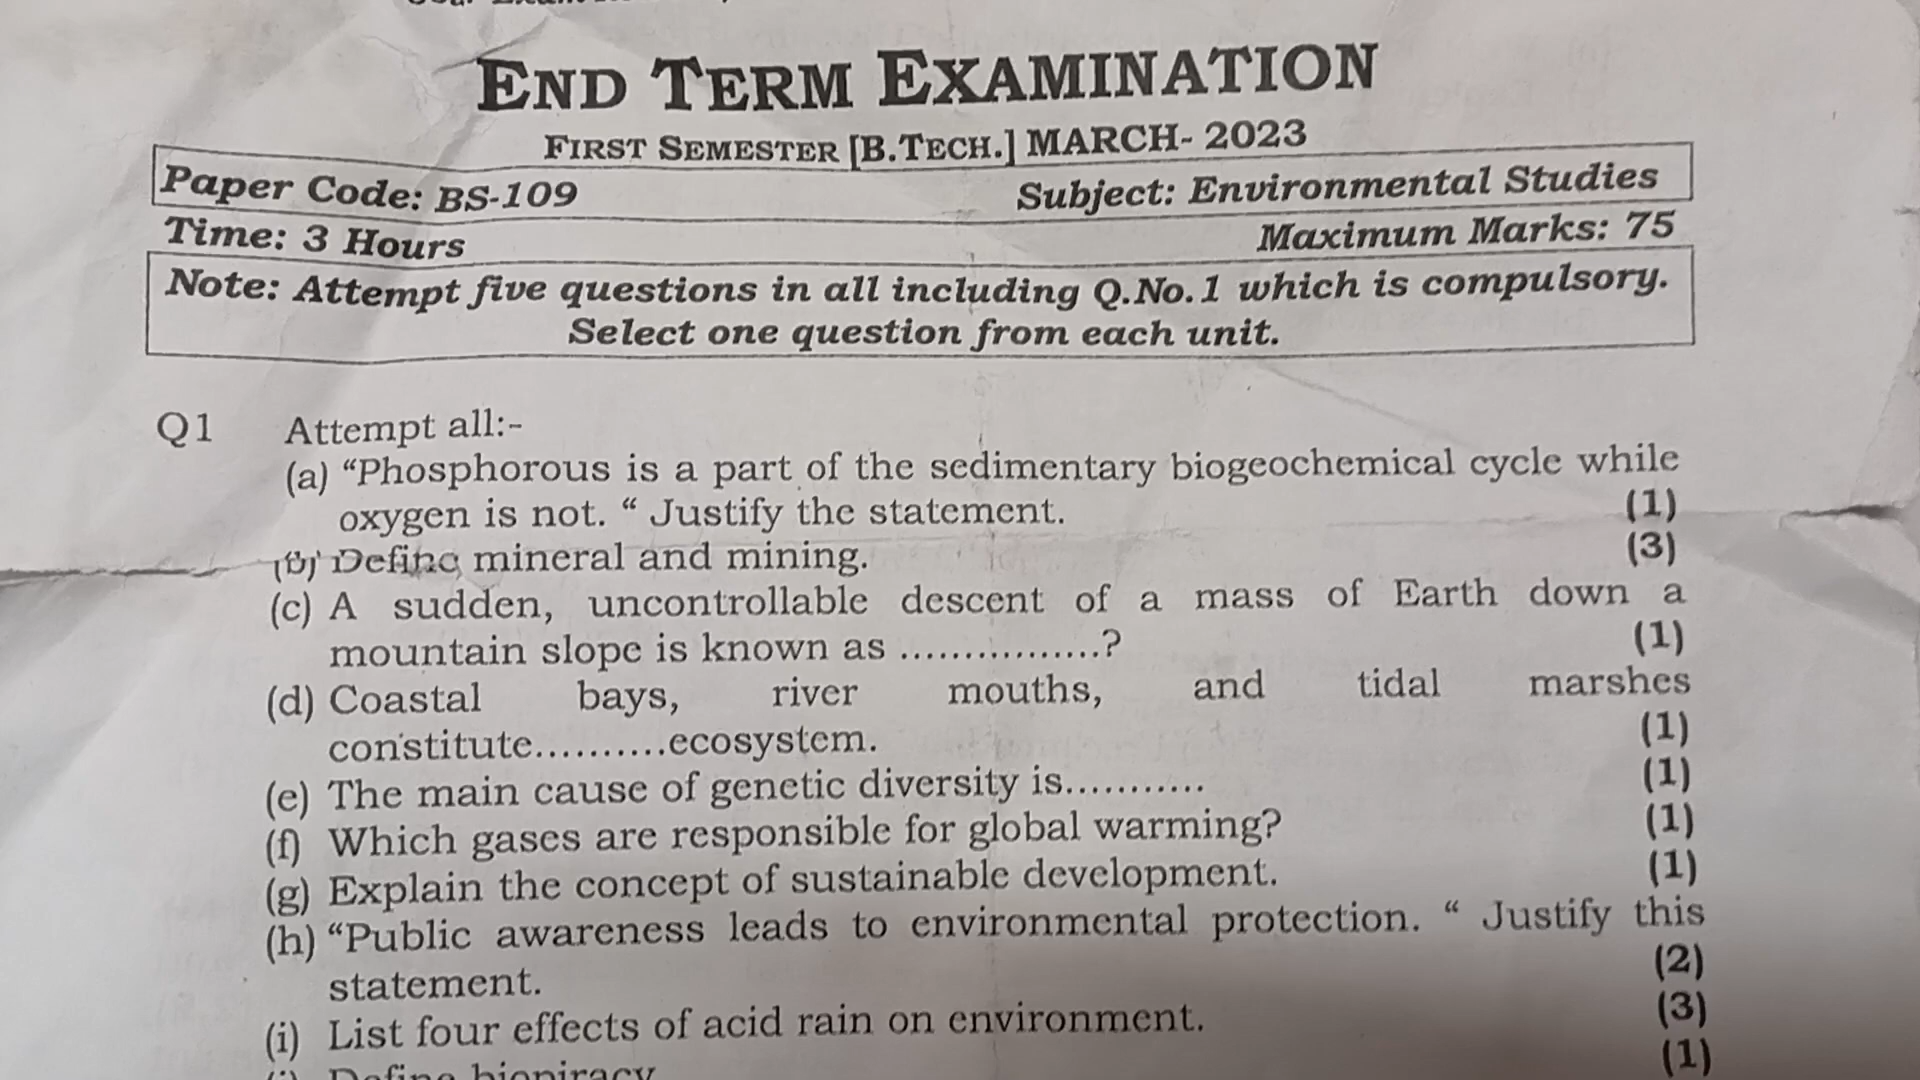 END TERM EXAMINATION
FIRST SEMESTER [B.TECH.] MARCH- 2023
Paper Code: BS-109 Subject: Environmental Studies
Time: 3 Hours Maximum Marks: 75
Note: Attempt five questions in all including Q.No.1 which is compulsory.
Select one question from each unit.
Q1 Attempt all:-
(a) “Phosphorous is a part of the sedimentary biogeochemical cycle while
oxygen is not. “ Justify the statement. (1)
(b) Define mineral and mining. (3)
(c) A sudden, uncontrollable descent of a mass of Earth down a
mountain slope is known as ................? (1)
(d) Coastal bays, river mouths, and tidal marshes
constitute..........ecosystem. (1)
(e) The main cause of genetic diversity is........... (1)
(f) Which gases are responsible for global warming? (1)
(g) Explain the concept of sustainable development. (1)
(h) “Public awareness leads to environmental protection. “ Justify this
statement. (2)
(i) List four effects of acid rain on environment. (3)
Define biopiracy (1)